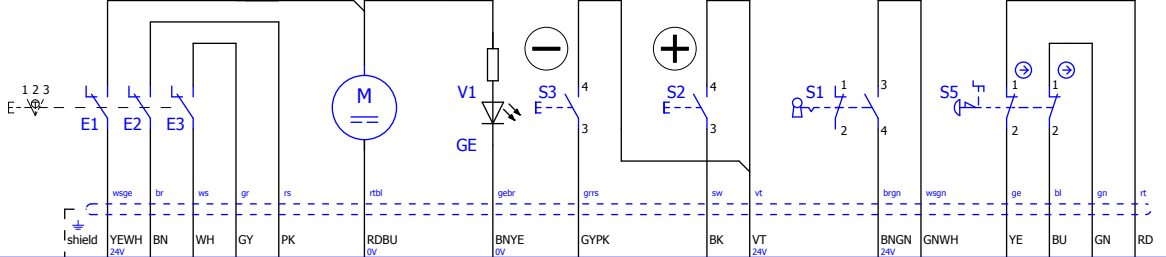 4 4 1 3 1 1
1 2 3 M V1 S3 S2 S1 S5
E1 E2 E3
3 3 2 4 2 2
GE
wsge br ws gr rs rtbl gebr grrs sw vt brgn wsgn ge bl gn rt
shield YEWH BN WH GY PK RDBU BNYE GYPK BK VT BNGN GNWH YE BU GN RD
24V 0V 0V 24V 24V